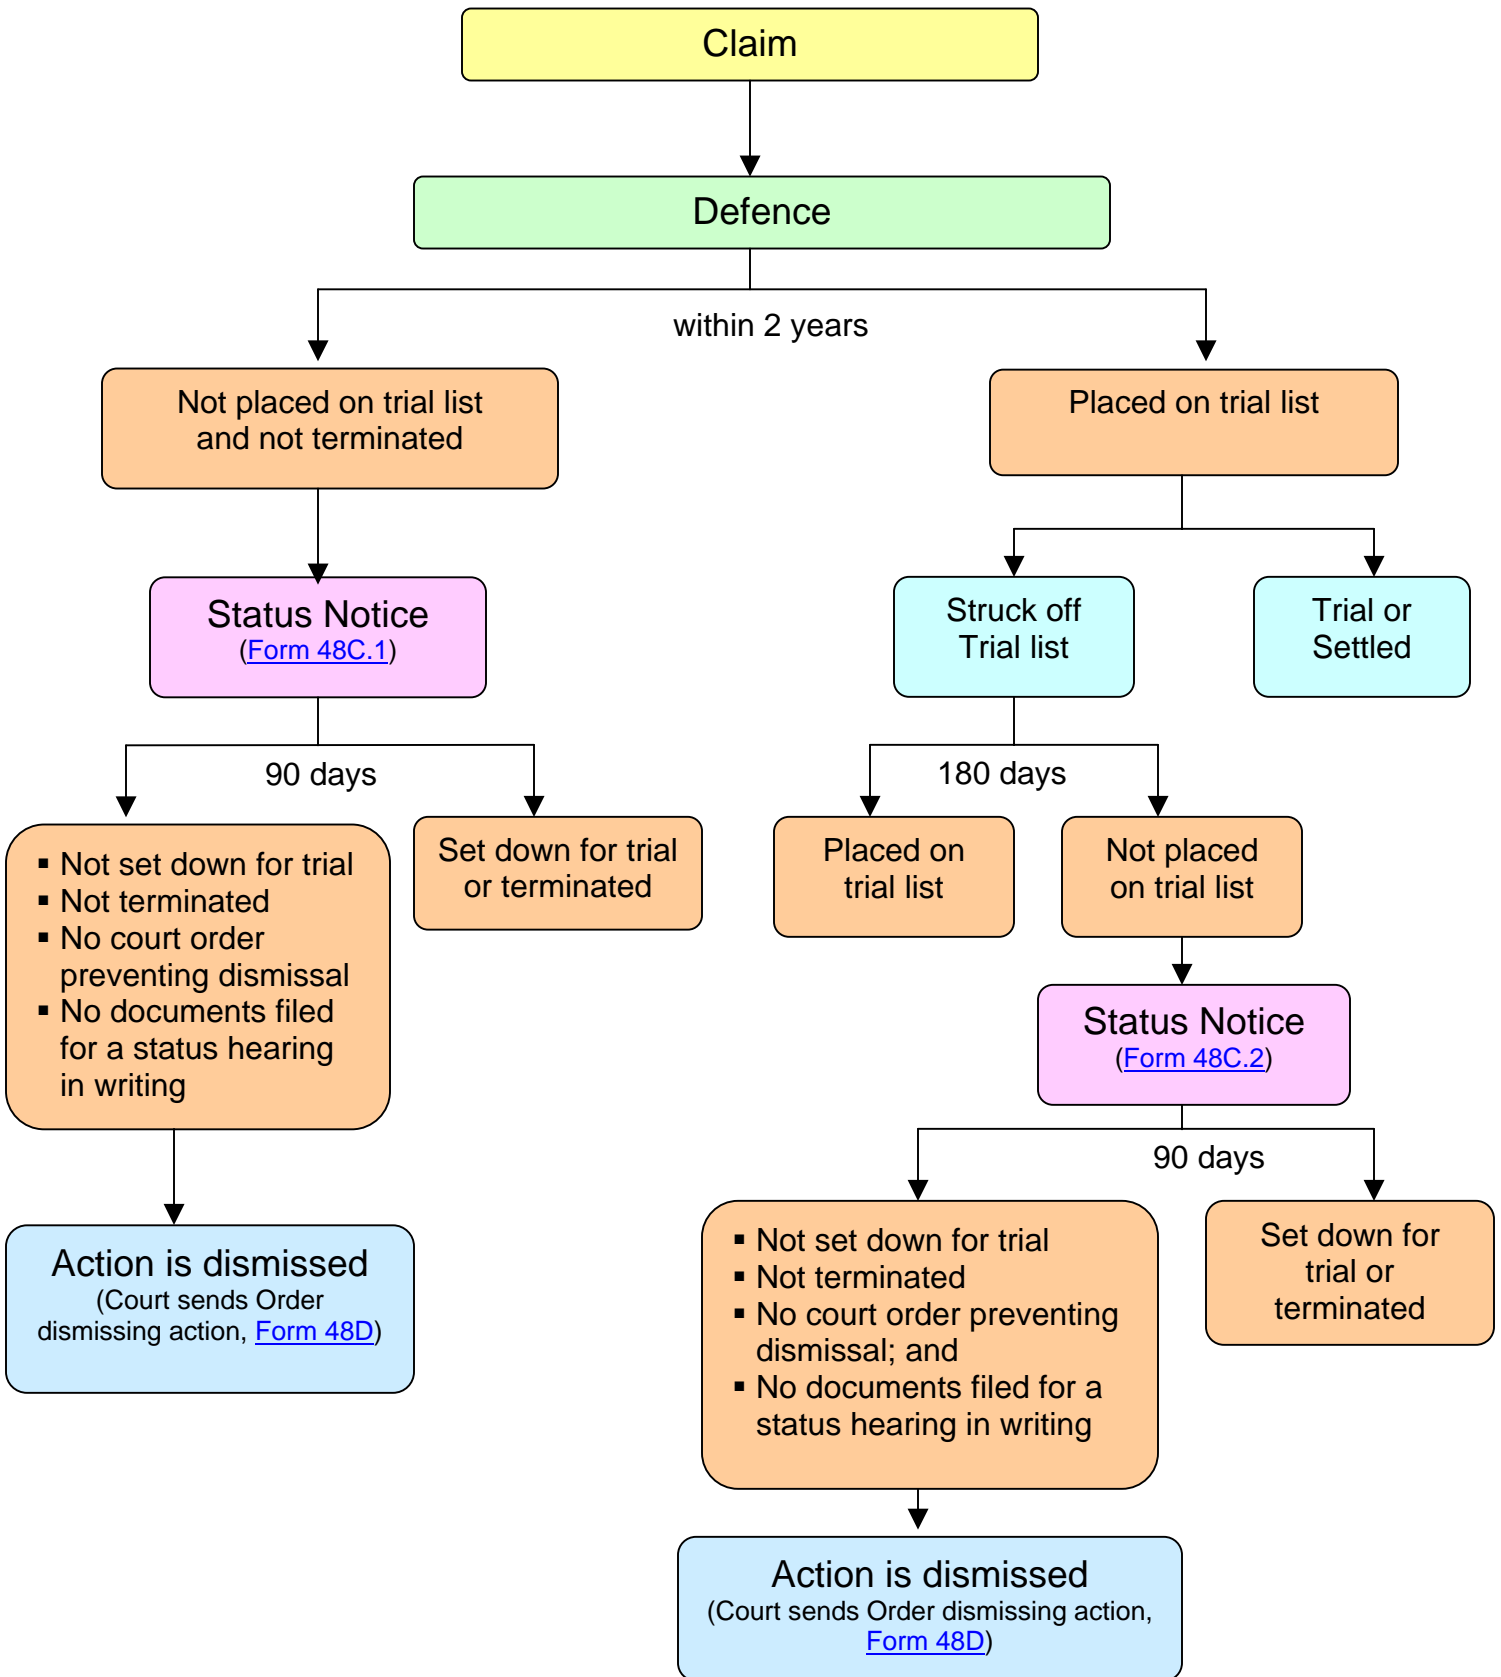 Claim
Defence
within 2 years
Not placed on trial list
and not terminated
Placed on trial list
Status Notice
(Form 48C.1)
Struck off
Trial list
Trial or
Settled
90 days
180 days
▪ Not set down for trial
▪ Not terminated
▪ No court order
preventing dismissal
▪ No documents filed
for a status hearing
in writing
Set down for trial
or terminated
Placed on
trial list
Not placed
on trial list
Status Notice
(Form 48C.2)
90 days
Action is dismissed
(Court sends Order
dismissing action, Form 48D)
▪ Not set down for trial
▪ Not terminated
▪ No court order preventing
dismissal; and
▪ No documents filed for a
status hearing in writing
Set down for
trial or
terminated
Action is dismissed
(Court sends Order dismissing action,
Form 48D)